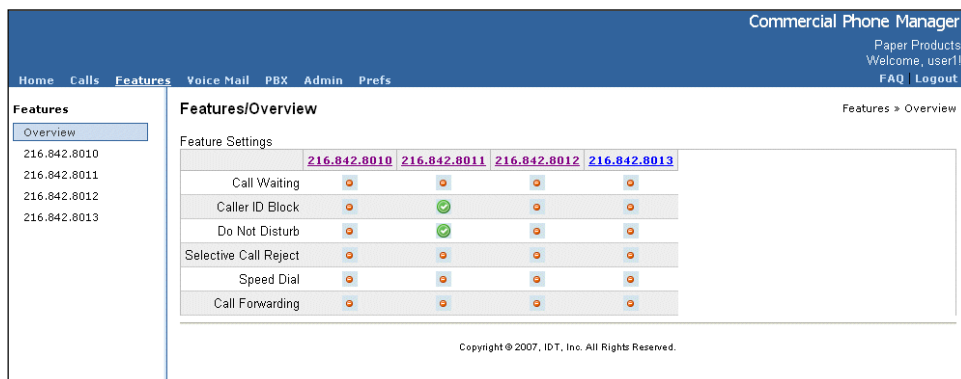 Commercial Phone Manager
Paper Products
Welcome, user1!
Home Calls Features Voice Mail PBX Admin Prefs
FAQ | Logout
Features
Overview
216.842.8010
216.842.8011
216.842.8012
216.842.8013
Features/Overview
Features » Overview
Feature Settings
216.842.8010 216.842.8011 216.842.8012 216.842.8013
Call Waiting
Caller ID Block
Do Not Disturb
Selective Call Reject
Speed Dial
Call Forwarding
Copyright © 2007, IDT, Inc. All Rights Reserved.